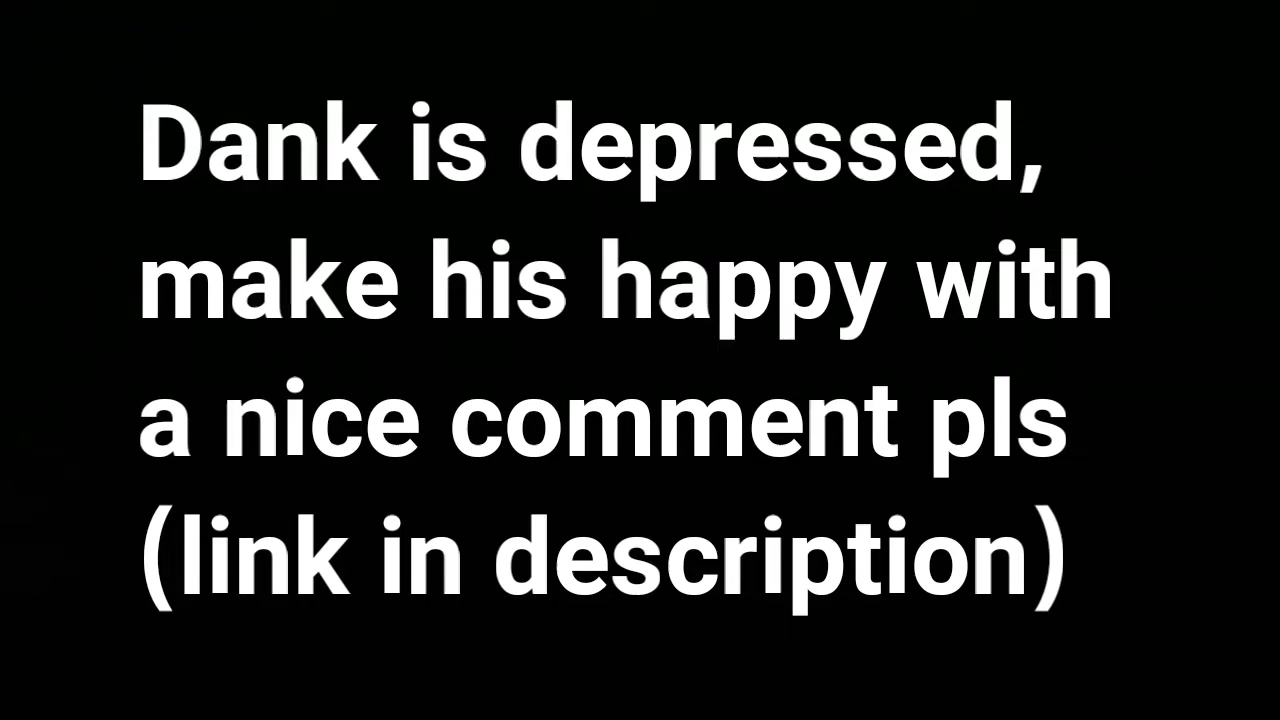 Dank is depressed,
make his happy with
a nice comment pls
(link in description)